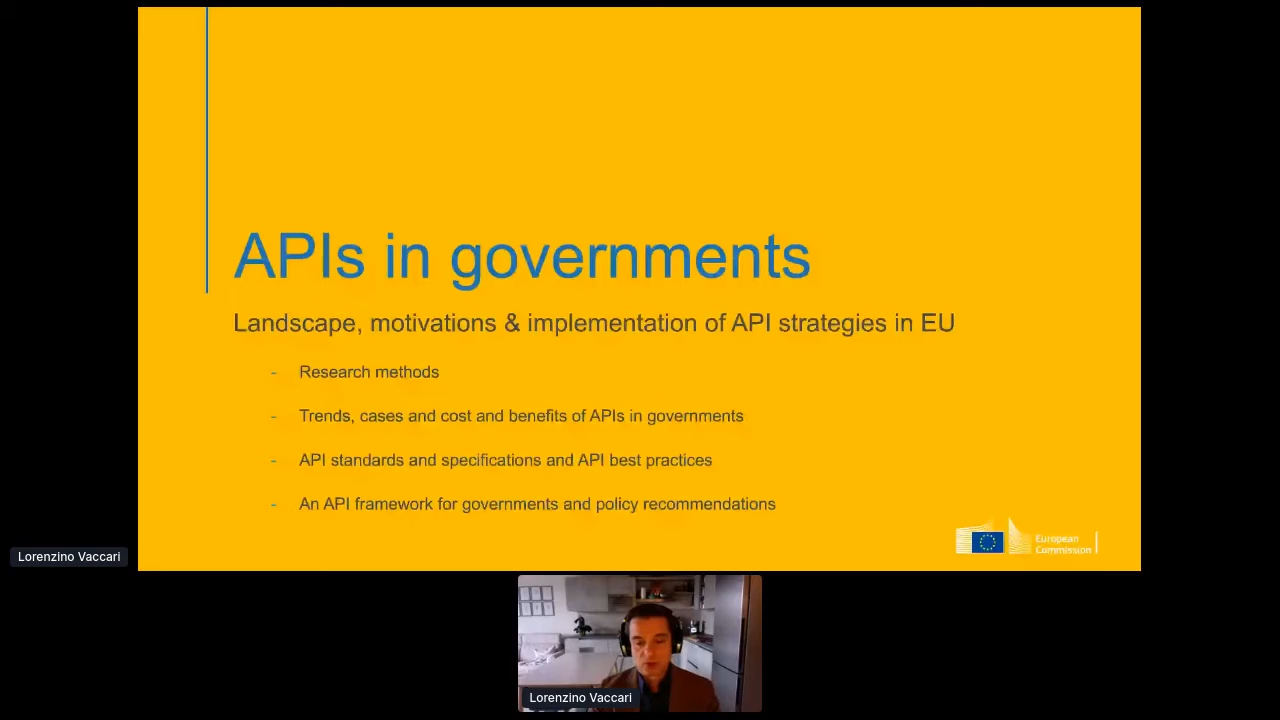 APIs in governments
Landscape, motivations & implementation of API strategies in EU
- Research methods
- Trends, cases and cost and benefits of APIs in governments
- API standards and specifications and API best practices
- An API framework for governments and policy recommendations
European
Commission
Lorenzino Vaccari
Lorenzino Vaccari